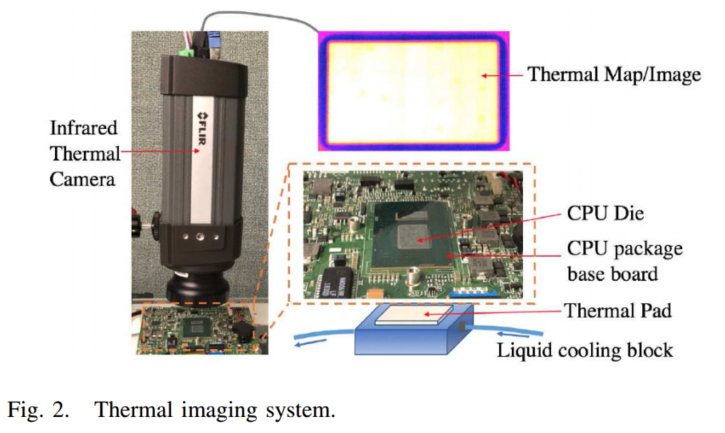 Infrared
Thermal
Camera
FLIR
Thermal Map/Image
CPU Die
CPU package
base board
Thermal Pad
Liquid cooling block
Fig. 2. Thermal imaging system.